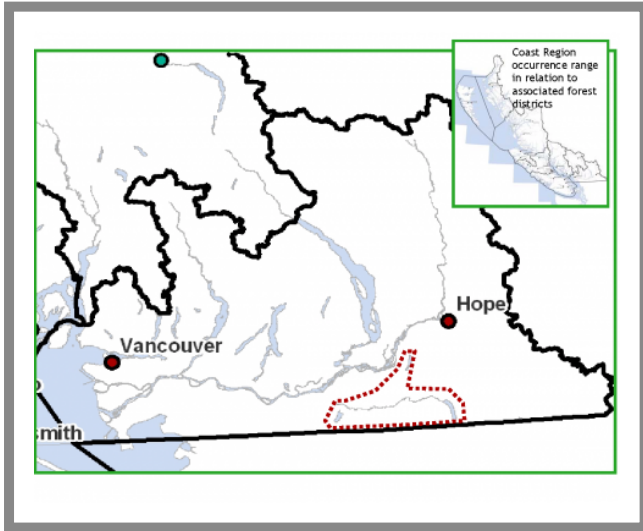 Coast Region
occurrence range
in relation to
associated forest
districts
Hope
Vancouver
smith